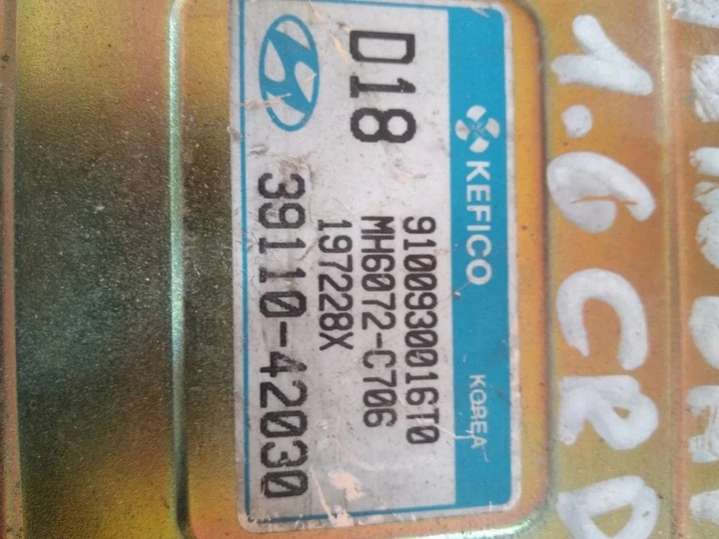 1.6 CRD
KEFICO KOREA
9100930016T0
MH6072-C706
197228X
D18
39110-42030